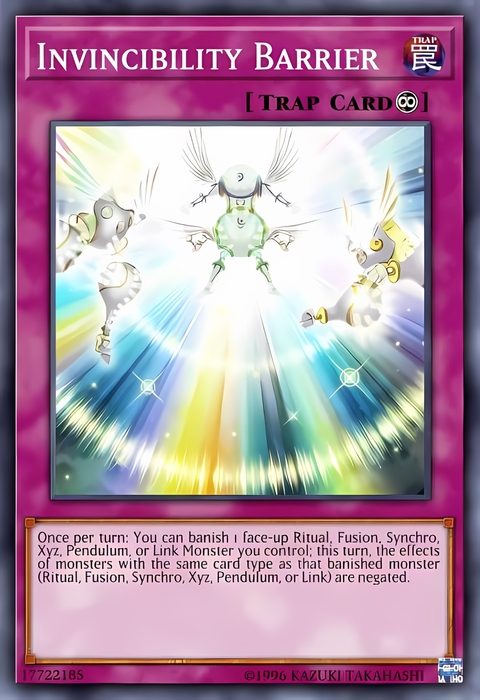 INVINCIBILITY BARRIER
TRAP
罠
[TRAP CARD∞]
Once per turn: You can banish 1 face-up Ritual, Fusion, Synchro,
Xyz, Pendulum, or Link Monster you control; this turn, the effects
of monsters with the same card type as that banished monster
(Ritual, Fusion, Synchro, Xyz, Pendulum, or Link) are negated.
17722185
©1996 KAZUKI TAKAHASHI